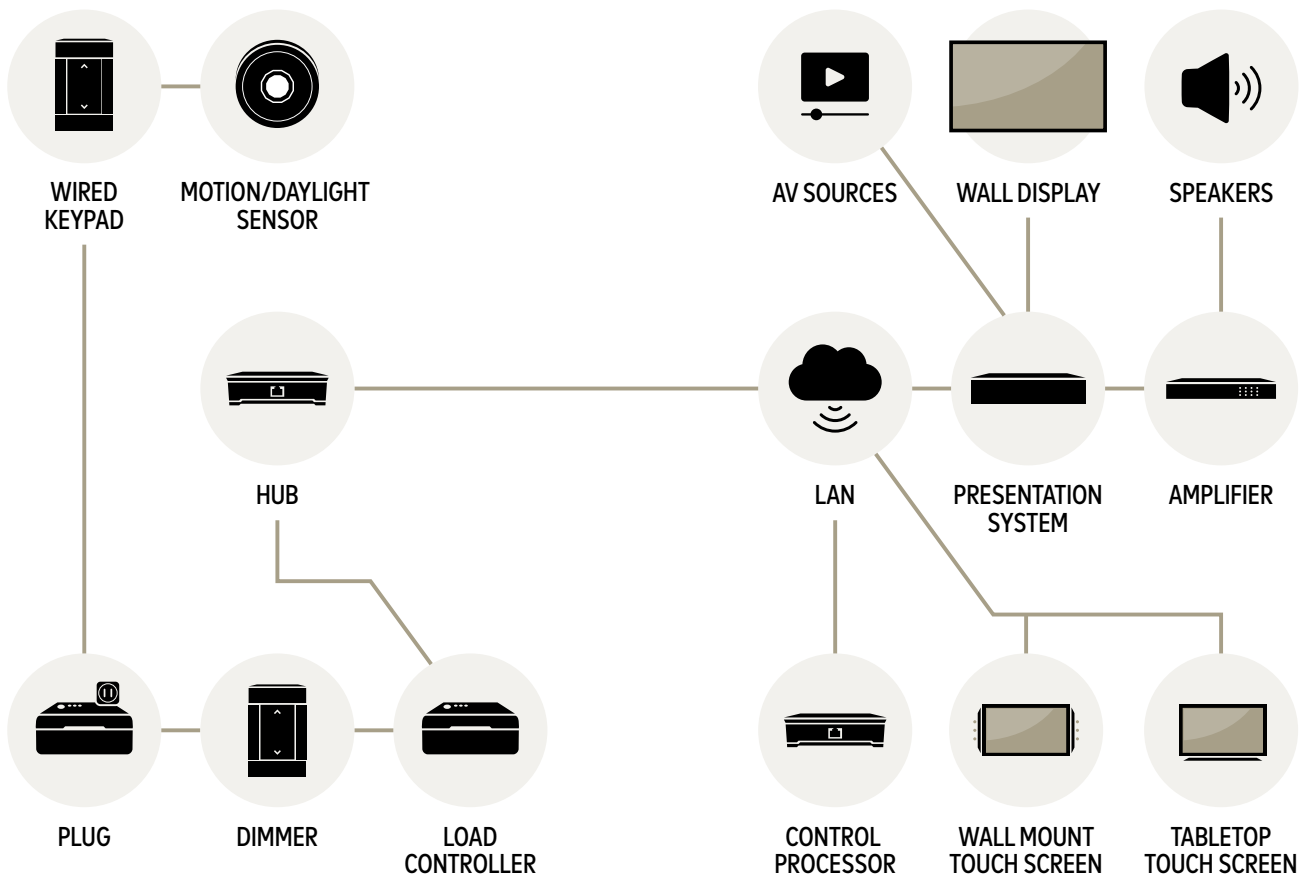 WIRED
KEYPAD
MOTION/DAYLIGHT
SENSOR
AV SOURCES
WALL DISPLAY
SPEAKERS
HUB
LAN
PRESENTATION
SYSTEM
AMPLIFIER
PLUG
DIMMER
LOAD
CONTROLLER
CONTROL
PROCESSOR
WALL MOUNT
TOUCH SCREEN
TABLETOP
TOUCH SCREEN